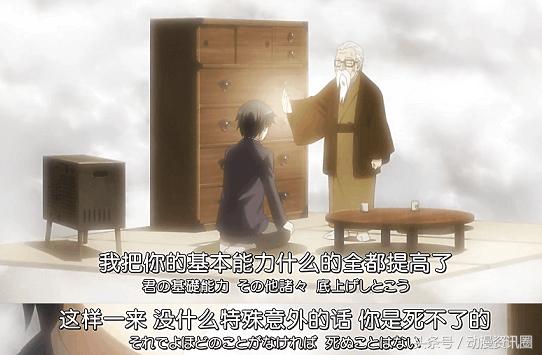 我把你的基本能力什么的全都提高了
君の基礎能力 その他諸々 底上げしとこう
这样一来 没什么特殊意外的话 你是死不了的
それでよほどのことがなければ 死ぬことはない
头条号 / 动漫资讯圈